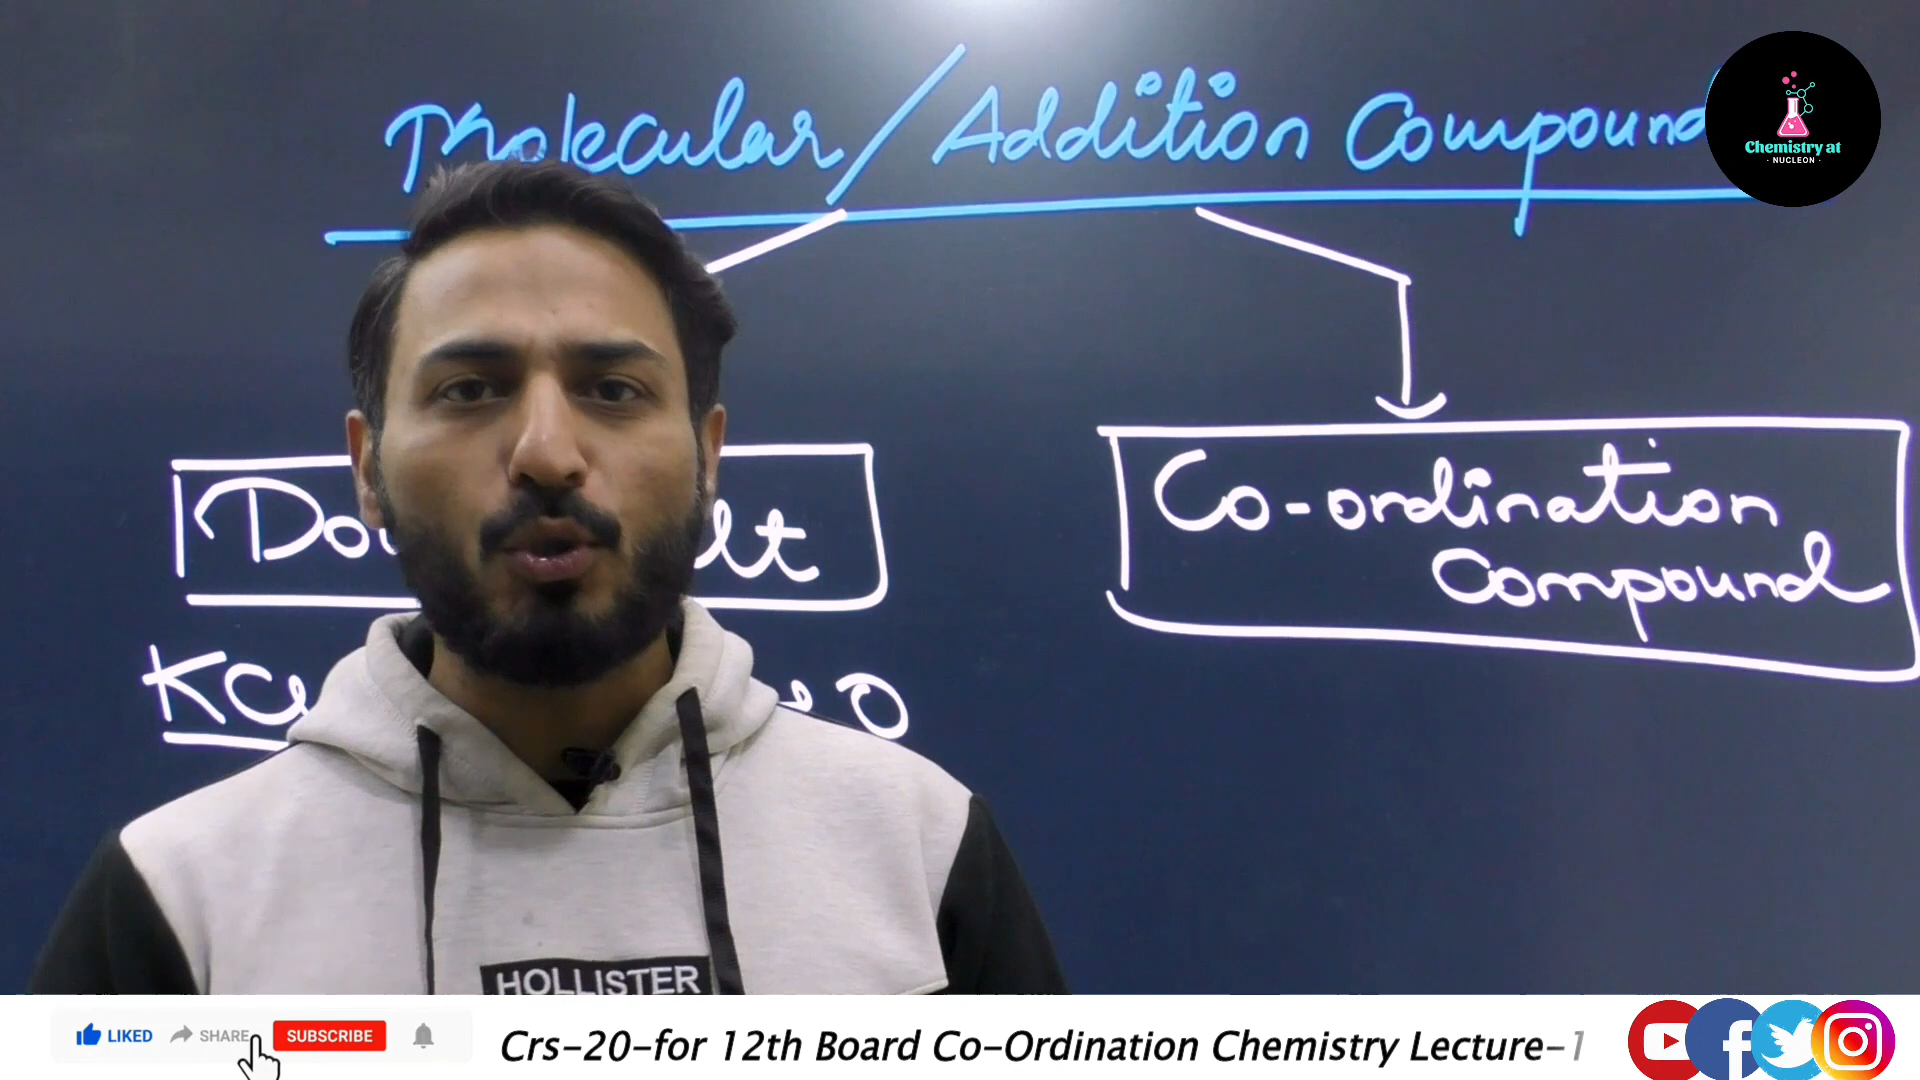 Molecular/Addition Compound
Chemistry at
· NUCLEON ·
Co-ordination
Compound
HOLLISTER
LIKED SHARE SUBSCRIBE
Crs-20-for 12th Board Co-Ordination Chemistry Lecture-1